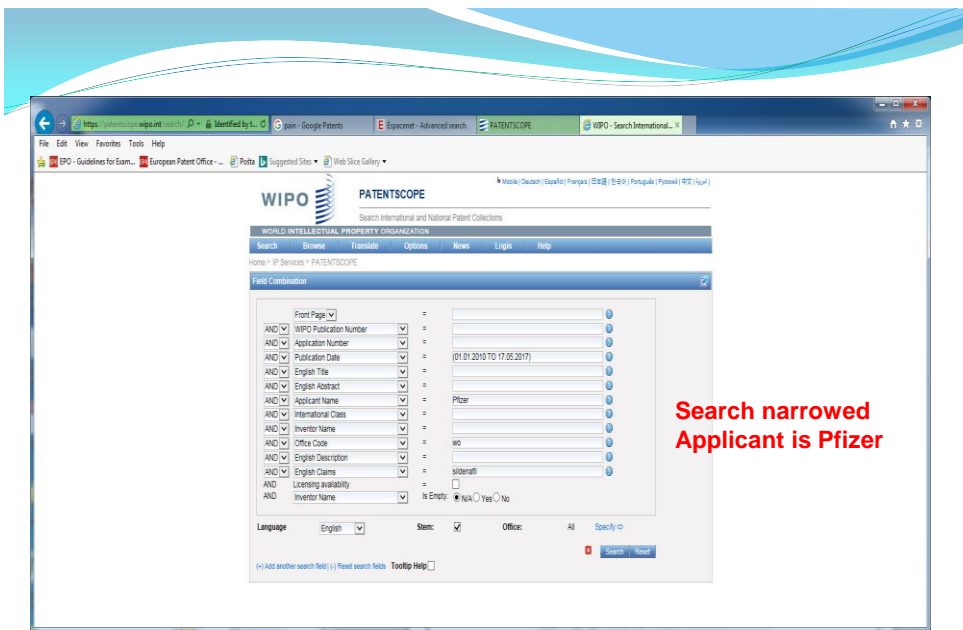 https://patentscope.wipo.int/search/ Identified by t...
pain - Google Patents
Espacenet - Advanced search
PATENTSCOPE
WIPO - Search International... X
File Edit View Favorites Tools Help
EPO - Guidelines for Exam... European Patent Office - ... Pošta Suggested Sites Web Slice Gallery
Mobile | Deutsch | Español | Français | 日本語 | 한국어 | Português | Русский | 中文 | العربية |
WIPO
PATENTSCOPE
Search International and National Patent Collections
WORLD INTELLECTUAL PROPERTY ORGANIZATION
Search Browse Translate Options News Login Help
Home > IP Services > PATENTSCOPE
Field Combination
Front Page =
AND WIPO Publication Number =
AND Application Number =
AND Publication Date = (01.01.2010 TO 17.05.2017)
AND English Title =
AND English Abstract =
AND Applicant Name = Pfizer
AND International Class =
AND Inventor Name =
AND Office Code = wo
AND English Description =
AND English Claims = sildenafil
AND Licensing availability =
AND Inventor Name Is Empty: N/A Yes No
Search narrowed
Applicant is Pfizer
Language English Stem: Office: All Specify
Search Reset
(+) Add another search field | (-) Reset search fields Tooltip Help